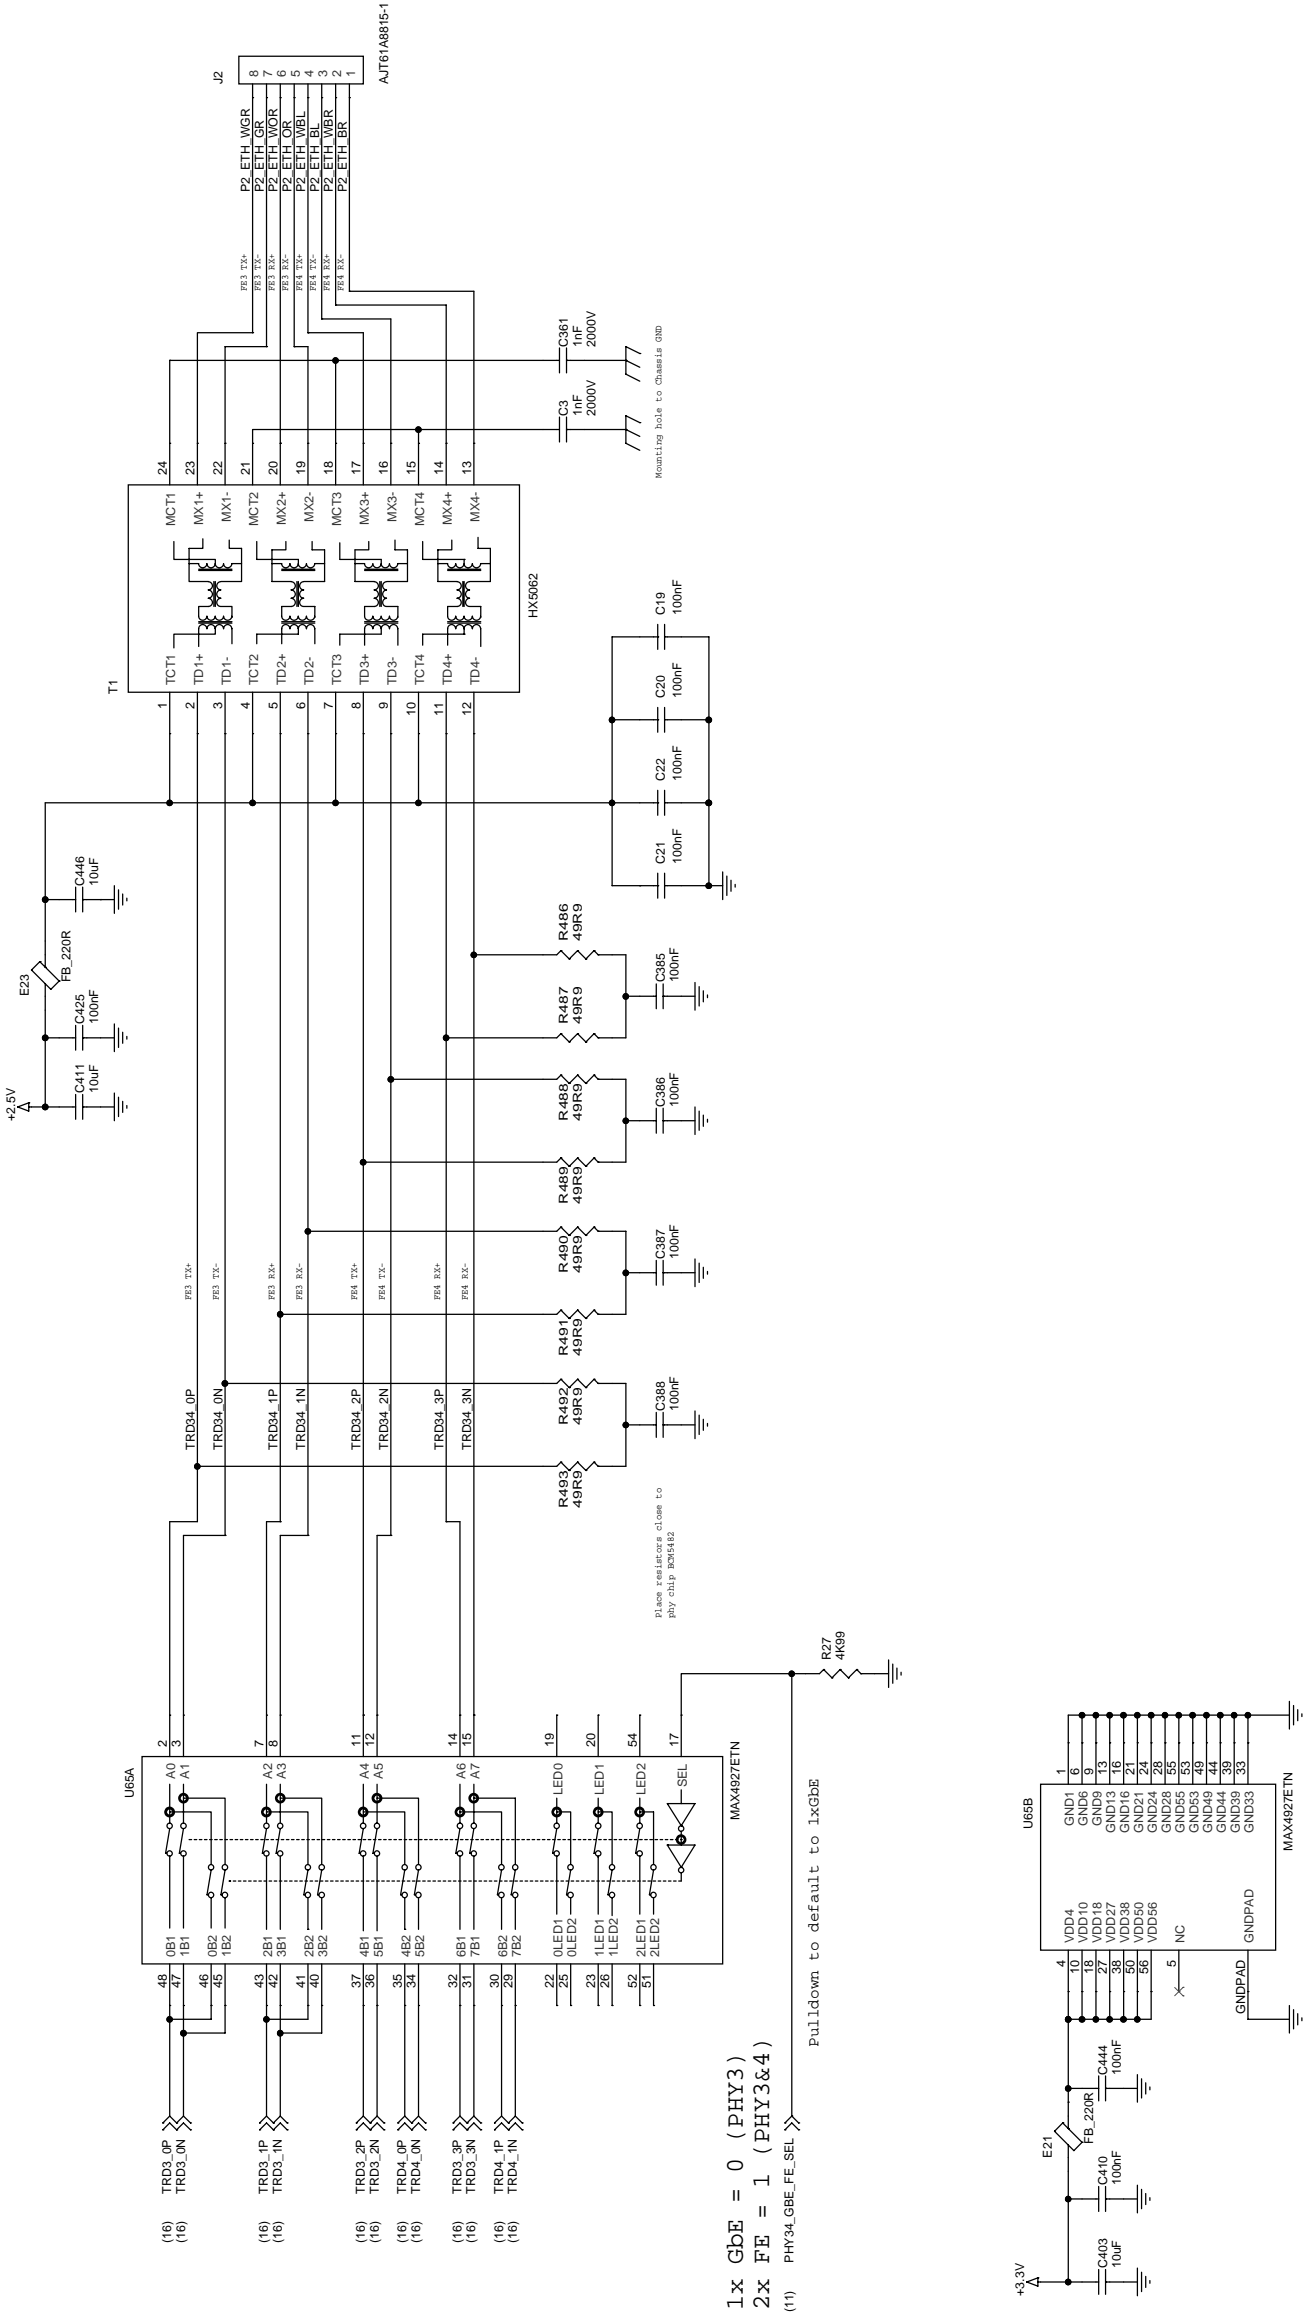 (16) TRD3_0P
(16) TRD3_0N
(16) TRD3_1P
(16) TRD3_1N
(16) TRD3_2P
(16) TRD3_2N
(16) TRD4_0P
(16) TRD4_0N
(16) TRD3_3P
(16) TRD3_3N
(16) TRD4_1P
(16) TRD4_1N
1x GbE = 0 (PHY3)
2x FE = 1 (PHY3&4)
(11) PHY34_GBE_FE_SEL
Pulldown to default to 1xGbE
R27
4K99
U65A
48 0B1
47 1B1
46 0B2
45 1B2
43 2B1
42 3B1
41 2B2
40 3B2
37 4B1
36 5B1
35 4B2
34 5B2
32 6B1
31 7B1
30 6B2
29 7B2
22 0LED1
25 0LED2
23 1LED1
26 1LED2
52 2LED1
51 2LED2
A0 2
A1 3
A2 7
A3 8
A4 11
A5 12
A6 14
A7 15
LED0 19
LED1 20
LED2 54
SEL 17
MAX4927ETN
TRD34_0P
TRD34_0N
TRD34_1P
TRD34_1N
TRD34_2P
TRD34_2N
TRD34_3P
TRD34_3N
FE3 TX+
FE3 TX-
FE3 RX+
FE3 RX-
FE4 TX+
FE4 TX-
FE4 RX+
FE4 RX-
Place resistors close to
phy chip BCM5482
R493
49R9
R492
49R9
C388
100nF
R491
49R9
R490
49R9
C387
100nF
R489
49R9
R488
49R9
C386
100nF
R487
49R9
R486
49R9
C385
100nF
+2.5V
C411
10uF
C425
100nF
E23
FB_220R
C446
10uF
C21
100nF
C22
100nF
C20
100nF
C19
100nF
T1
1 TCT1
2 TD1+
3 TD1-
4 TCT2
5 TD2+
6 TD2-
7 TCT3
8 TD3+
9 TD3-
10 TCT4
11 TD4+
12 TD4-
MCT1 24
MX1+ 23
MX1- 22
MCT2 21
MX2+ 20
MX2- 19
MCT3 18
MX3+ 17
MX3- 16
MCT4 15
MX4+ 14
MX4- 13
HX5062
C3
1nF
2000V
C361
1nF
2000V
Mounting hole to Chassis GND
FE3 TX+ P2_ETH_WGR
FE3 TX- P2_ETH_GR
FE3 RX+ P2_ETH_WOR
FE3 RX- P2_ETH_OR
FE4 TX+ P2_ETH_WBL
FE4 TX- P2_ETH_BL
FE4 RX+ P2_ETH_WBR
FE4 RX- P2_ETH_BR
J2
8
7
6
5
4
3
2
1
AJT61A8815-1
+3.3V
C403
10uF
C410
100nF
E21
FB_220R
C444
100nF
U65B
4 VDD4
10 VDD10
18 VDD18
27 VDD27
38 VDD38
50 VDD50
56 VDD56
5 NC
GNDPAD GNDPAD
GND1 1
GND6 6
GND9 9
GND13 13
GND16 16
GND21 21
GND24 24
GND28 28
GND55 55
GND53 53
GND49 49
GND44 44
GND39 39
GND33 33
MAX4927ETN